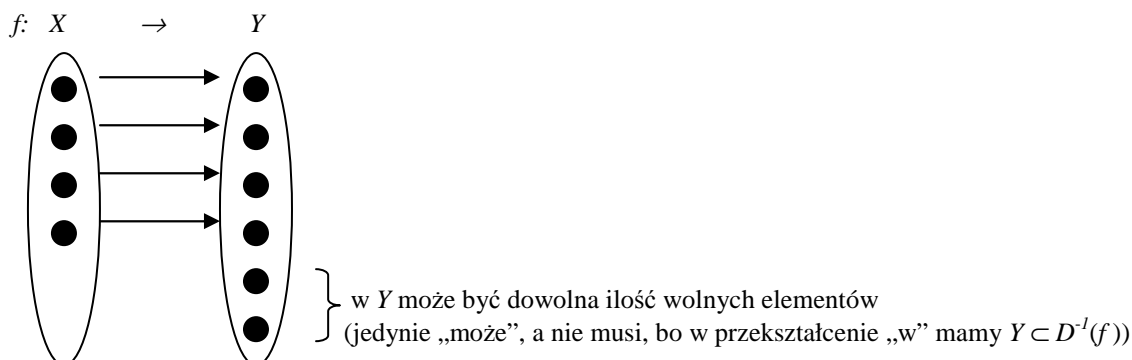 f: X → Y
w Y może być dowolna ilość wolnych elementów
(jedynie „może”, a nie musi, bo w przekształcenie „w” mamy Y ⊂ D⁻¹(f))